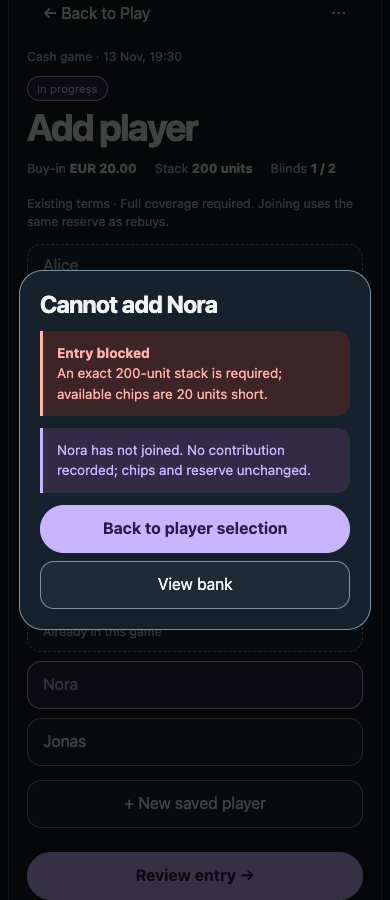 ← Back to Play ···
Cash game · 13 Nov, 19:30
In progress
Add player
Buy-in EUR 20.00 Stack 200 units Blinds 1 / 2
Existing terms · Full coverage required. Joining uses the
same reserve as rebuys.
Alice
Cannot add Nora
Entry blocked
An exact 200-unit stack is required;
available chips are 20 units short.
Nora has not joined. No contribution
recorded; chips and reserve unchanged.
Back to player selection
View bank
Already in this game
Nora
Jonas
+ New saved player
Review entry →